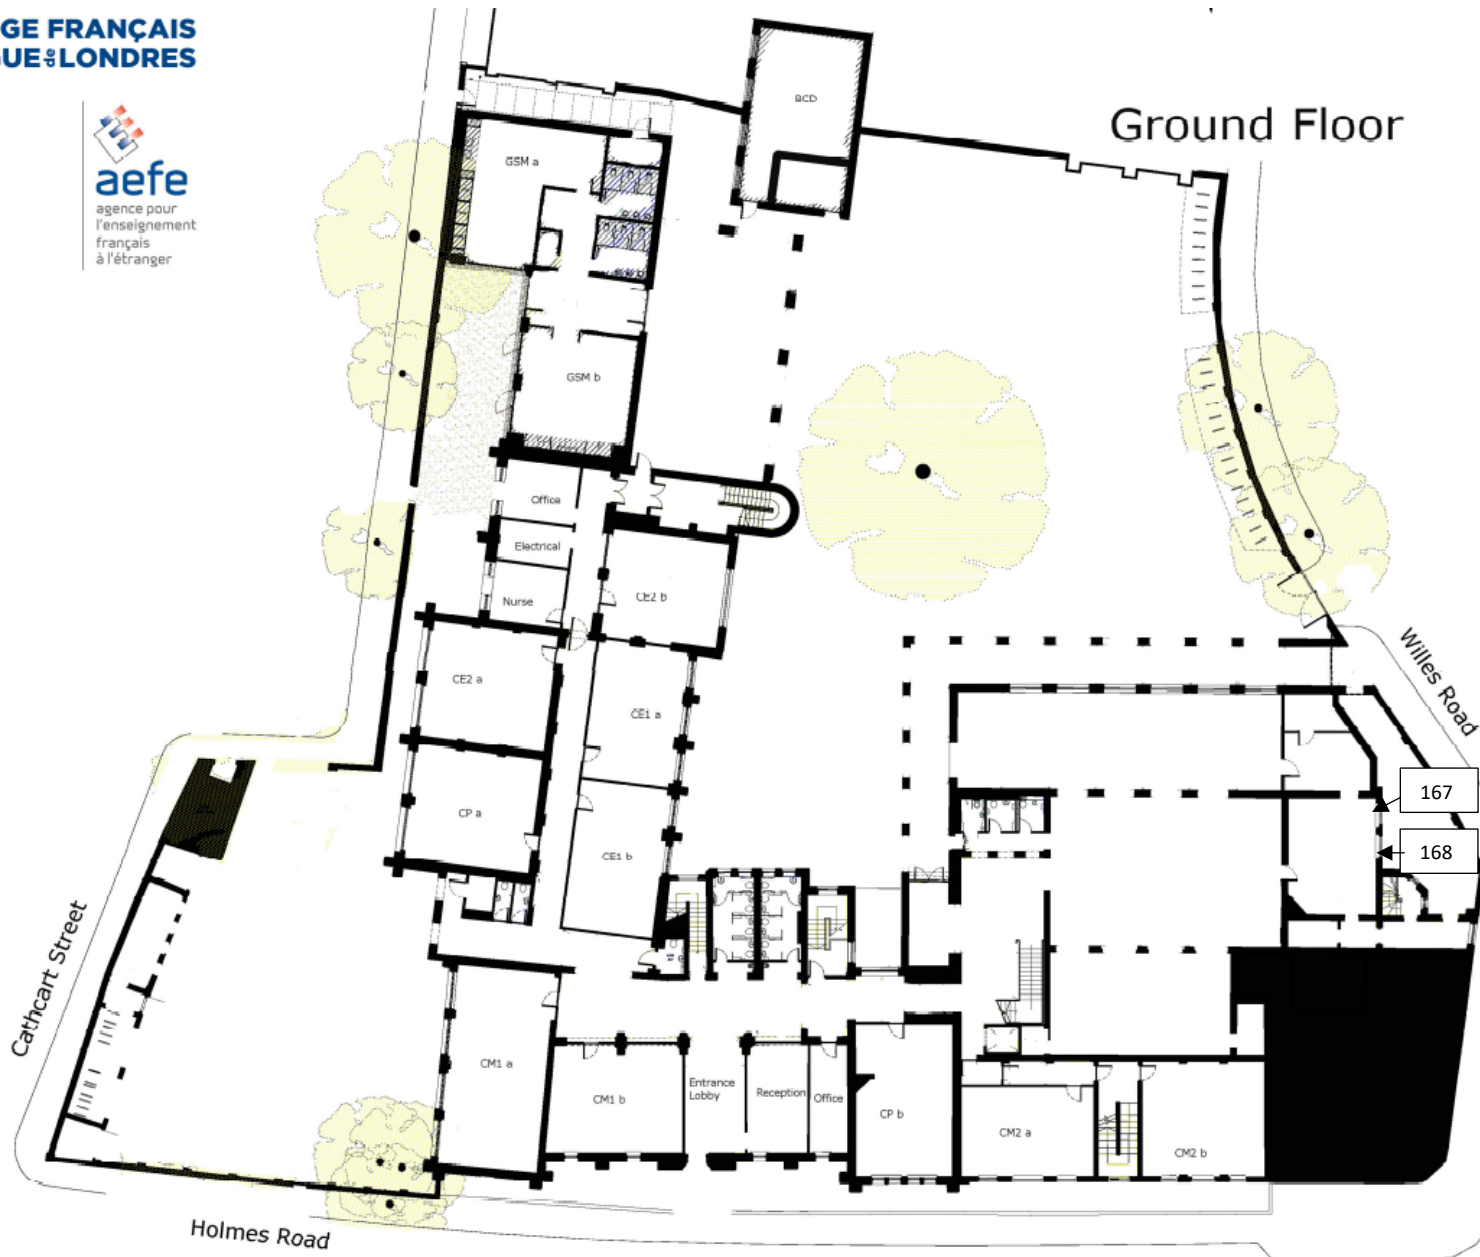 GE FRANÇAIS
GUE de LONDRES
aefe
agence pour
l'enseignement
français
à l'étranger
Ground Floor
BCD
GSM a
GSM b
Office
Electrical
Nurse
CE2 b
CE2 a
CE1 a
CP a
CE1 b
Willes Road
167
168
Cathcart Street
CM1 a
CM1 b
Entrance
Lobby
Reception
Office
CP b
CM2 a
CM2 b
Holmes Road